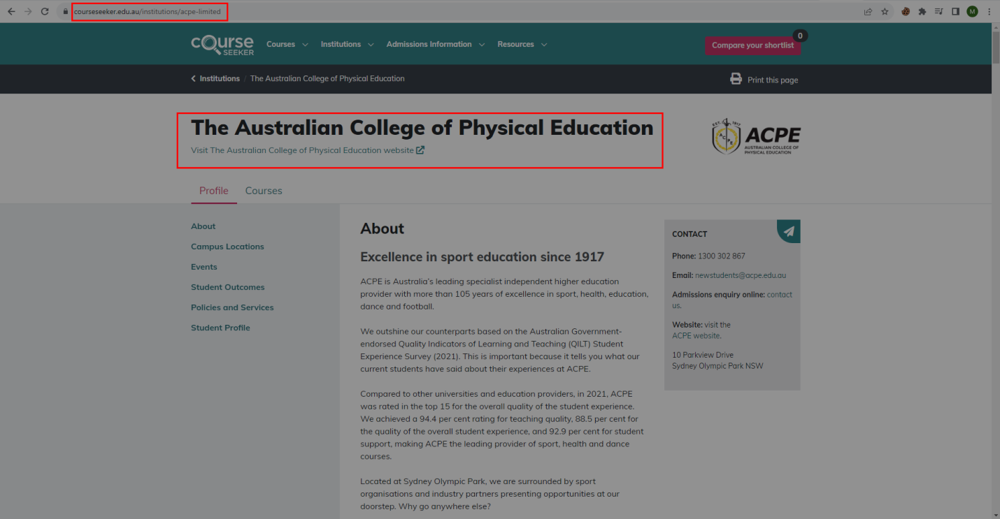 courseseeker.edu.au/institutions/acpe-limited
M
cOurse
SEEKER
Courses
Institutions
Admissions Information
Resources
Compare your shortlist
0
Institutions / The Australian College of Physical Education
Print this page
The Australian College of Physical Education
Visit The Australian College of Physical Education website
EST. 1917
ACPE
ACPE
AUSTRALIAN COLLEGE OF
PHYSICAL EDUCATION
Profile
Courses
About
Campus Locations
Events
Student Outcomes
Policies and Services
Student Profile
About
Excellence in sport education since 1917
ACPE is Australia's leading specialist independent higher education
provider with more than 105 years of excellence in sport, health, education,
dance and football.
We outshine our counterparts based on the Australian Government-
endorsed Quality Indicators of Learning and Teaching (QILT) Student
Experience Survey (2021). This is important because it tells you what our
current students have said about their experiences at ACPE.
Compared to other universities and education providers, in 2021, ACPE
was rated in the top 15 for the overall quality of the student experience.
We achieved a 94.4 per cent rating for teaching quality, 88.5 per cent for
the quality of the overall student experience, and 92.9 per cent for student
support, making ACPE the leading provider of sport, health and dance
courses.
Located at Sydney Olympic Park, we are surrounded by sport
organisations and industry partners presenting opportunities at our
doorstep. Why go anywhere else?
CONTACT
Phone: 1300 302 867
Email: newstudents@acpe.edu.au
Admissions enquiry online: contact
us.
Website: visit the
ACPE website.
10 Parkview Drive
Sydney Olympic Park NSW